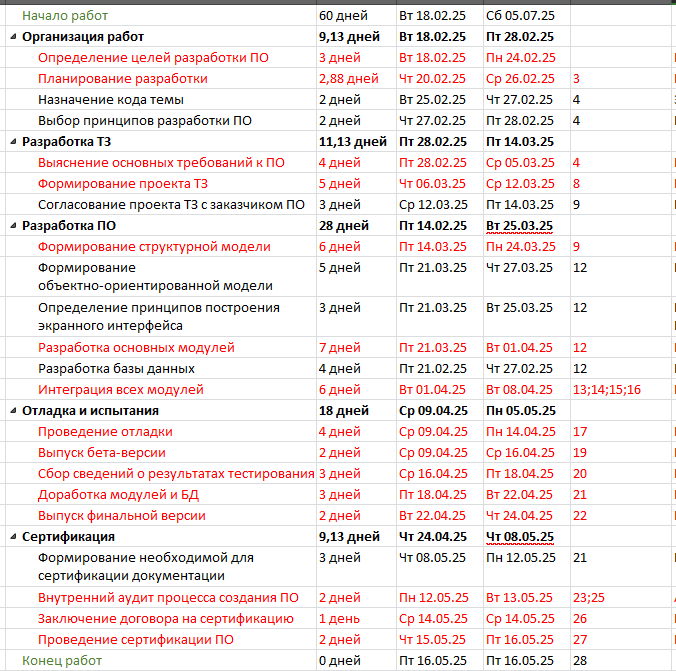 Начало работ 60 дней Вт 18.02.25 Сб 05.07.25
Организация работ 9,13 дней Вт 18.02.25 Пт 28.02.25
Определение целей разработки ПО 3 дней Вт 18.02.25 Пн 24.02.25
Планирование разработки 2,88 дней Чт 20.02.25 Ср 26.02.25 3
Назначение кода темы 2 дней Вт 25.02.25 Чт 27.02.25 4
Выбор принципов разработки ПО 2 дней Чт 27.02.25 Пт 28.02.25 4
Разработка ТЗ 11,13 дней Пт 28.02.25 Пт 14.03.25
Выяснение основных требований к ПО 4 дней Пт 28.02.25 Ср 05.03.25 4
Формирование проекта ТЗ 5 дней Чт 06.03.25 Ср 12.03.25 8
Согласование проекта ТЗ с заказчиком ПО 3 дней Ср 12.03.25 Пт 14.03.25 9
Разработка ПО 28 дней Пт 14.02.25 Вт 25.03.25
Формирование структурной модели 6 дней Пт 14.03.25 Пн 24.03.25 9
Формирование 5 дней Пт 21.03.25 Чт 27.03.25 12
объектно-ориентированной модели
Определение принципов построения 3 дней Пт 21.03.25 Вт 25.03.25 12
экранного интерфейса
Разработка основных модулей 7 дней Пт 21.03.25 Вт 01.04.25 12
Разработка базы данных 4 дней Пт 21.02.25 Чт 27.02.25 12
Интеграция всех модулей 6 дней Вт 01.04.25 Вт 08.04.25 13;14;15;16
Отладка и испытания 18 дней Ср 09.04.25 Пн 05.05.25
Проведение отладки 4 дней Ср 09.04.25 Пн 14.04.25 17
Выпуск бета-версии 2 дней Ср 09.04.25 Ср 16.04.25 19
Сбор сведений о результатах тестирования 3 дней Ср 16.04.25 Пт 18.04.25 20
Доработка модулей и БД 3 дней Пт 18.04.25 Вт 22.04.25 21
Выпуск финальной версии 2 дней Вт 22.04.25 Чт 24.04.25 22
Сертификация 9,13 дней Чт 24.04.25 Чт 08.05.25
Формирование необходимой для 3 дней Чт 08.05.25 Пн 12.05.25 21
сертификации документации
Внутренний аудит процесса создания ПО 2 дней Пн 12.05.25 Вт 13.05.25 23;25
Заключение договора на сертификацию 1 день Ср 14.05.25 Ср 14.05.25 26
Проведение сертификации ПО 2 дней Чт 15.05.25 Пт 16.05.25 27
Конец работ 0 дней Пт 16.05.25 Пт 16.05.25 28